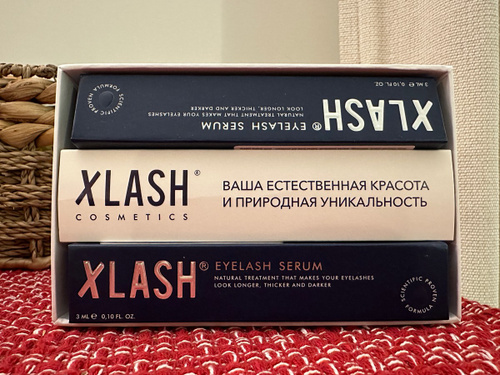 3 ML ℮ 0,10 FL. OZ.
XLASH® EYELASH SERUM
NATURAL TREATMENT THAT MAKES YOUR EYELASHES
LOOK LONGER, THICKER AND DARKER
SCIENTIFIC PROVEN FORMULA
XLASH®
COSMETICS
ВАША ЕСТЕСТВЕННАЯ КРАСОТА
И ПРИРОДНАЯ УНИКАЛЬНОСТЬ
XLASH® EYELASH SERUM
NATURAL TREATMENT THAT MAKES YOUR EYELASHES
LOOK LONGER, THICKER AND DARKER
SCIENTIFIC PROVEN FORMULA
3 ML ℮ 0,10 FL. OZ.